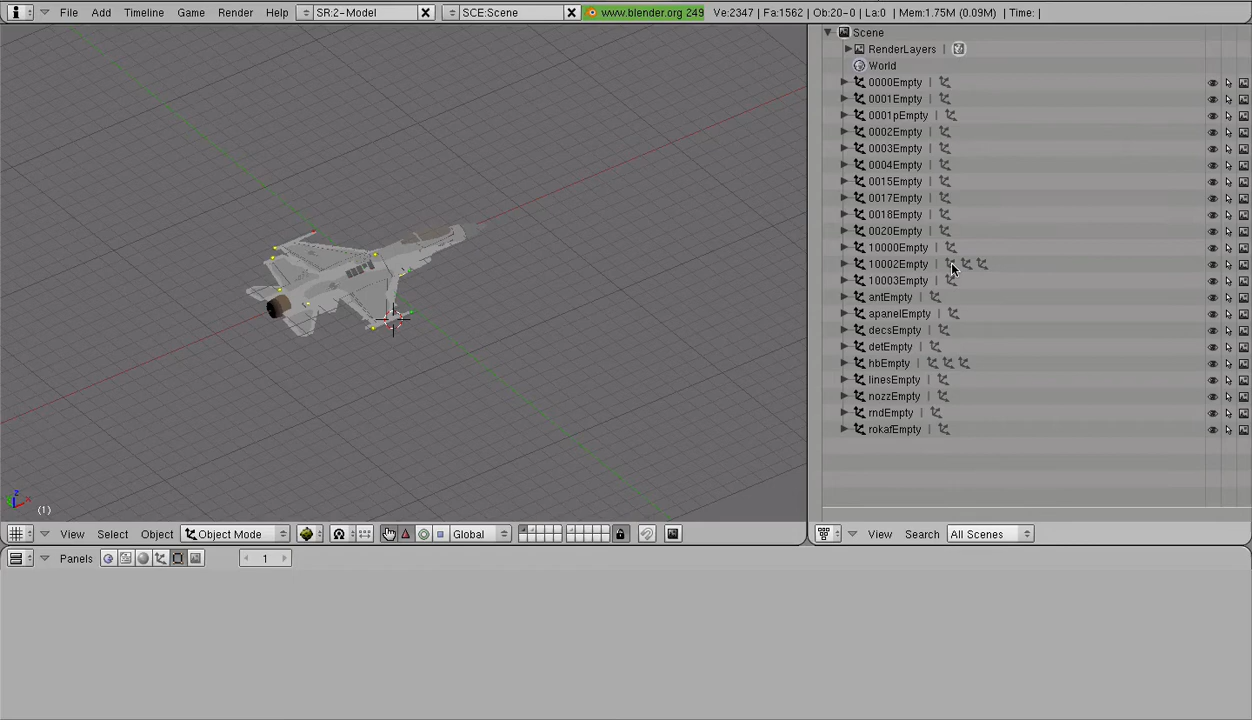 File Add Timeline Game Render Help SR:2-Model SCE:Scene www.blender.org 249 Ve:2347 | Fa:1562 | Ob:20-0 | La:0 | Mem:1.75M (0.09M) | Time: |
Scene
RenderLayers |
World
0000Empty |
0001Empty |
0001pEmpty |
0002Empty |
0003Empty |
0004Empty |
0015Empty |
0017Empty |
0018Empty |
0020Empty |
10000Empty |
10002Empty |
10003Empty |
antEmpty |
apanelEmpty |
decsEmpty |
detEmpty |
hbEmpty |
linesEmpty |
nozzEmpty |
rndEmpty |
rokafEmpty |
z
x
(1)
View Select Object Object Mode Global
View Search All Scenes
Panels 1